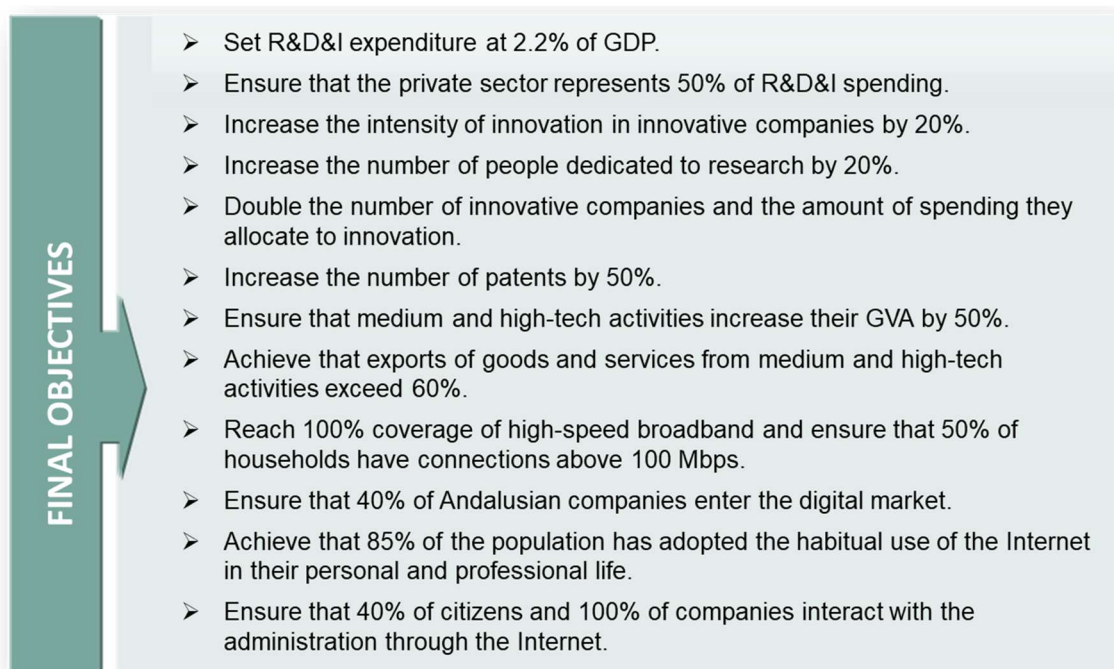 FINAL OBJECTIVES
➢ Set R&D&I expenditure at 2.2% of GDP.
➢ Ensure that the private sector represents 50% of R&D&I spending.
➢ Increase the intensity of innovation in innovative companies by 20%.
➢ Increase the number of people dedicated to research by 20%.
➢ Double the number of innovative companies and the amount of spending they
allocate to innovation.
➢ Increase the number of patents by 50%.
➢ Ensure that medium and high-tech activities increase their GVA by 50%.
➢ Achieve that exports of goods and services from medium and high-tech
activities exceed 60%.
➢ Reach 100% coverage of high-speed broadband and ensure that 50% of
households have connections above 100 Mbps.
➢ Ensure that 40% of Andalusian companies enter the digital market.
➢ Achieve that 85% of the population has adopted the habitual use of the Internet
in their personal and professional life.
➢ Ensure that 40% of citizens and 100% of companies interact with the
administration through the Internet.